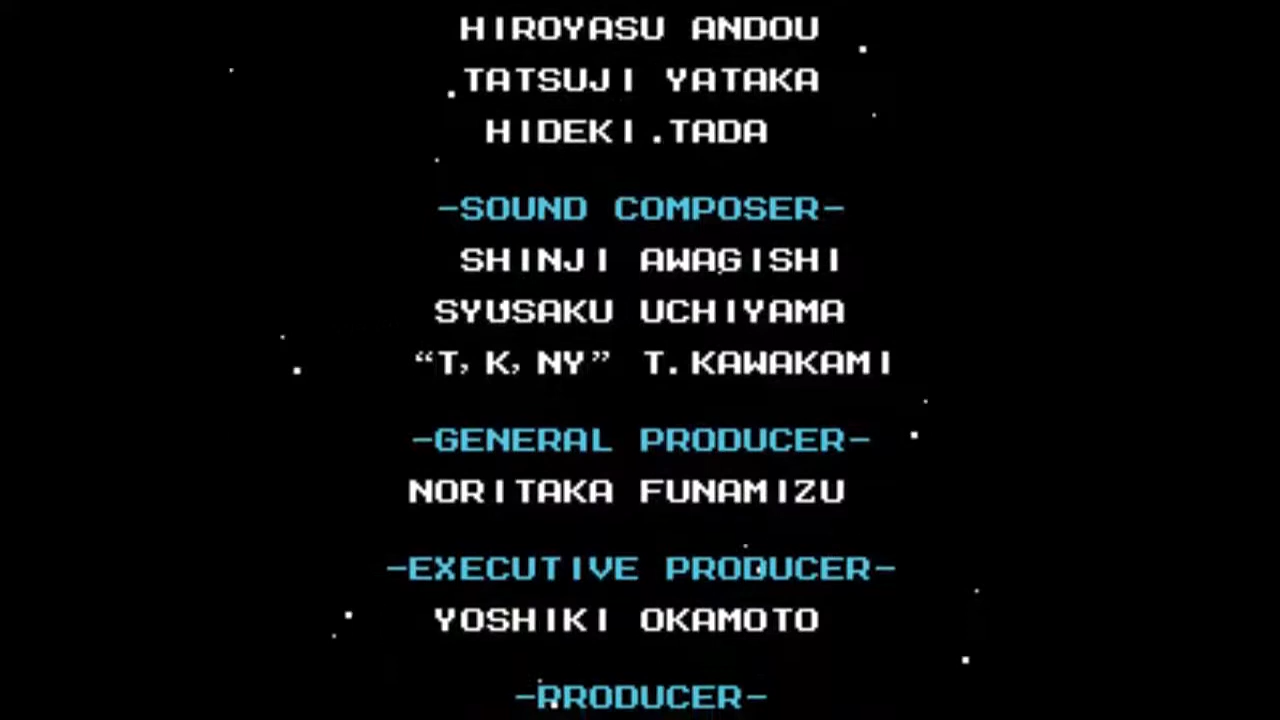 HIROYASU ANDOU
TATSUJI YATAKA
HIDEKI TADA
-SOUND COMPOSER-
SHINJI AWAGISHI
SYUSAKU UCHIYAMA
“T, K, NY” T.KAWAKAMI
-GENERAL PRODUCER-
NORITAKA FUNAMIZU
-EXECUTIVE PRODUCER-
YOSHIKI OKAMOTO
-PRODUCER-